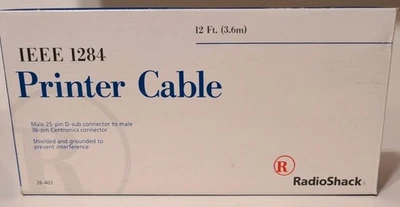 12 Ft. (3.6m)
IEEE 1284
Printer Cable
Male 25-pin D-sub connector to male
36-pin Centronics connector
Shielded and grounded to
prevent interference
R
26-403
RadioShack.